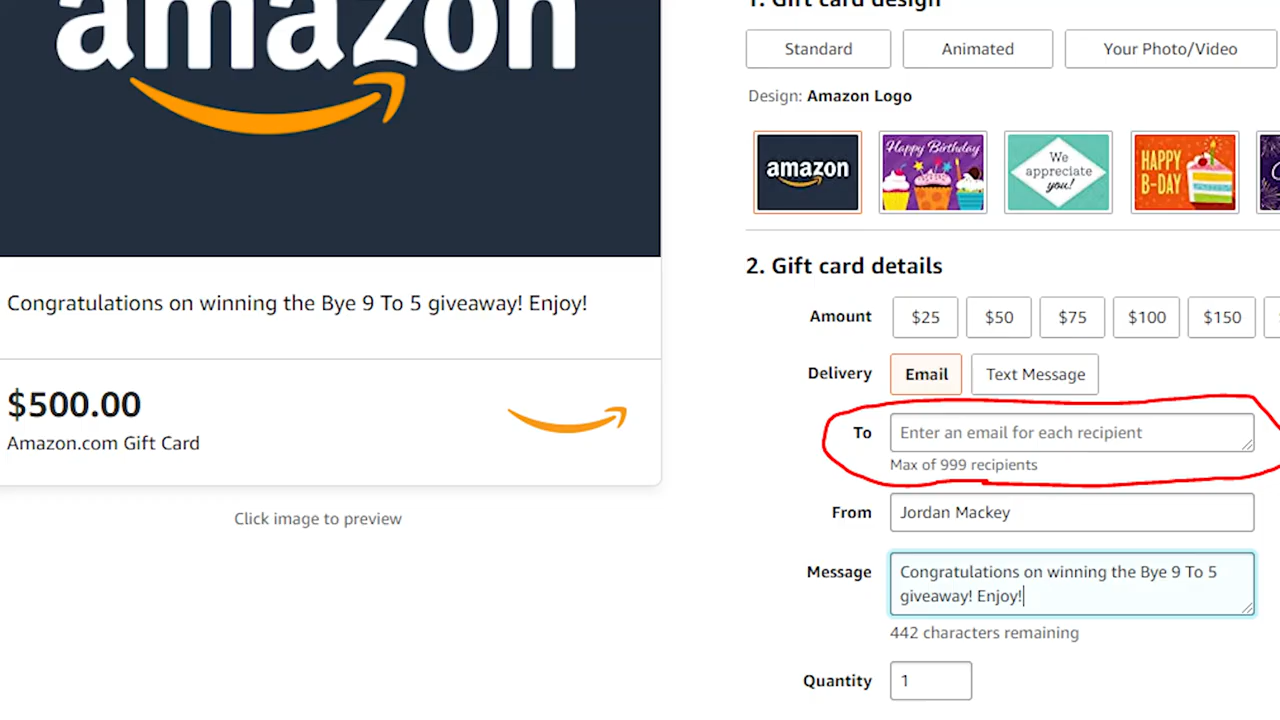 amazon
Congratulations on winning the Bye 9 To 5 giveaway! Enjoy!
$500.00
Amazon.com Gift Card
Click image to preview
1. Gift card design
Standard Animated Your Photo/Video
Design: Amazon Logo
amazon
Happy Birthday
We
appreciate
you!
HAPPY
B-DAY
2. Gift card details
Amount $25 $50 $75 $100 $150
Delivery Email Text Message
To Enter an email for each recipient
Max of 999 recipients
From Jordan Mackey
Message Congratulations on winning the Bye 9 To 5
giveaway! Enjoy!
442 characters remaining
Quantity 1